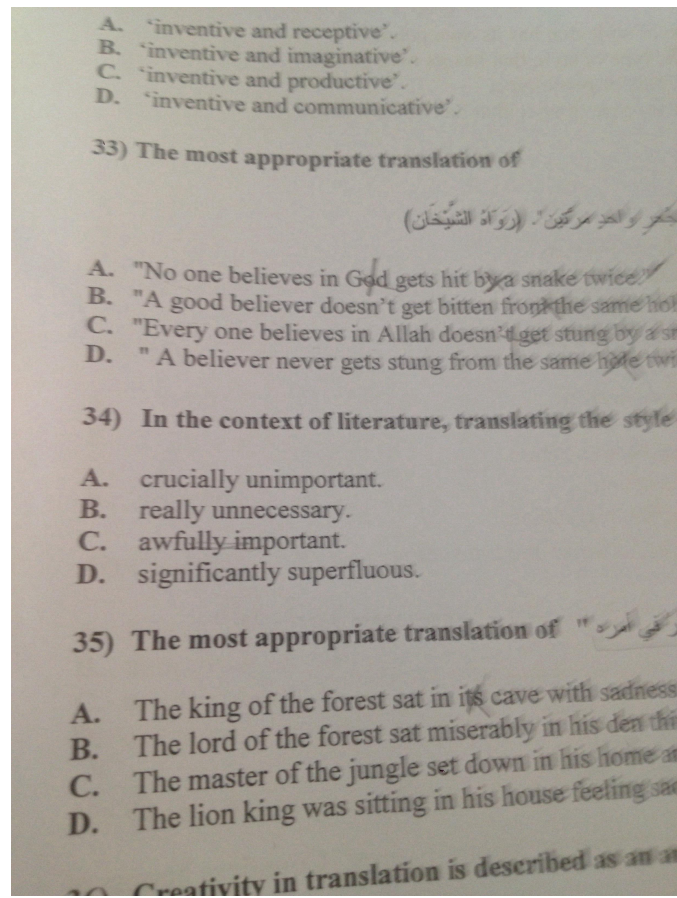 A. ‘inventive and receptive’.
B. ‘inventive and imaginative’.
C. ‘inventive and productive’.
D. ‘inventive and communicative’.
33) The most appropriate translation of
مرتين". (رَوَاهُ الشَّيْخَان)
A. "No one believes in God gets hit by a snake twice."
B. "A good believer doesn’t get bitten from the same
C. "Every one believes in Allah doesn’t get stung by a
D. " A believer never gets stung from the same hole
34) In the context of literature, translating the style
A. crucially unimportant.
B. really unnecessary.
C. awfully important.
D. significantly superfluous.
35) The most appropriate translation of "
A. The king of the forest sat in its cave with sadness
B. The lord of the forest sat miserably in his den
C. The master of the jungle set down in his home
D. The lion king was sitting in his house feeling
Creativity in translation is described as an